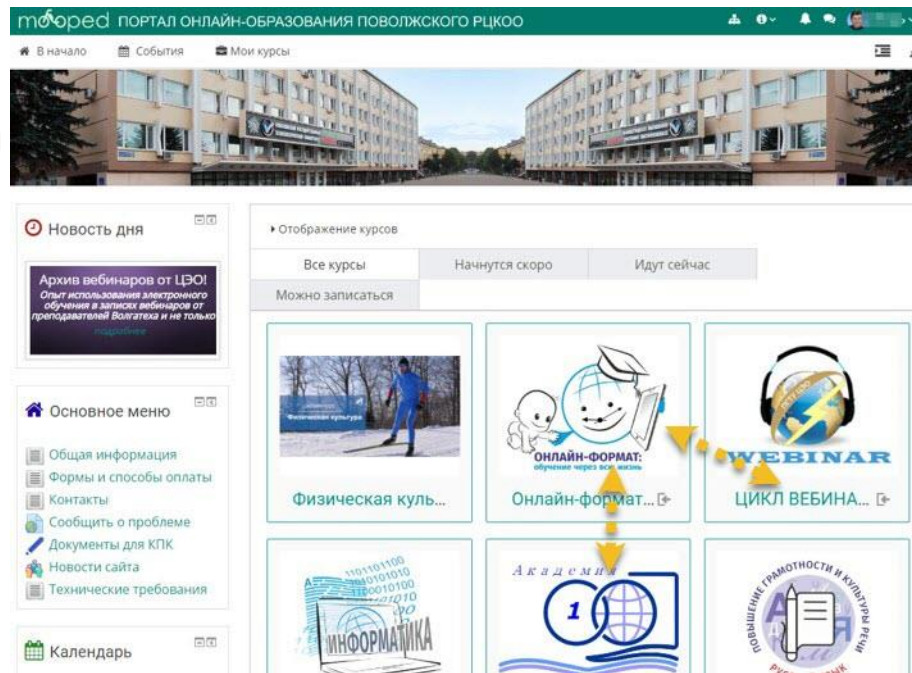 mooped ПОРТАЛ ОНЛАЙН-ОБРАЗОВАНИЯ ПОВОЛЖСКОГО РЦКОО
В начало События Мои курсы
Новость дня
Архив вебинаров от ЦЭО!
Опыт использования электронного
обучения в записях вебинаров от
преподавателей Волгатеха и не только
подробнее
Основное меню
Общая информация
Формы и способы оплаты
Контакты
Сообщить о проблеме
Документы для КПК
Новости сайта
Технические требования
Календарь
Отображение курсов
Все курсы Начнутся скоро Идут сейчас
Можно записаться
Физическая культура
Физическая куль...
ОНЛАЙН-ФОРМАТ:
обучение через всю жизнь
Онлайн-формат...
WEBINAR
ЦИКЛ ВЕБИНА...
ИНФОРМАТИКА
Академия
1
ПОВЫШЕНИЕ ГРАМОТНОСТИ И КУЛЬТУРЫ РЕЧИ